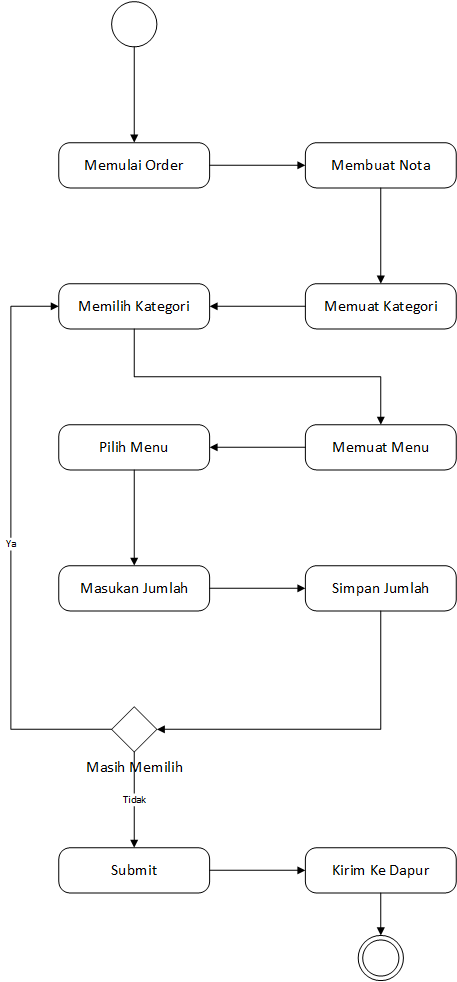 Memulai Order
Membuat Nota
Memilih Kategori
Memuat Kategori
Pilih Menu
Memuat Menu
Ya
Masukan Jumlah
Simpan Jumlah
Masih Memilih
Tidak
Submit
Kirim Ke Dapur